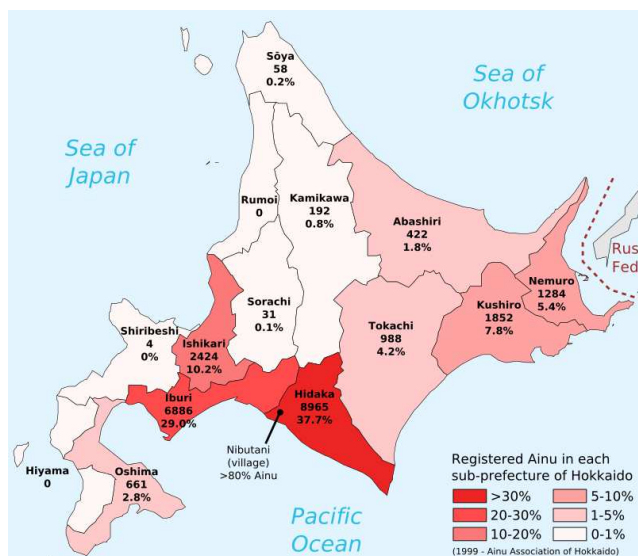 Sōya
58
0.2%
Sea of
Okhotsk
Sea of
Japan
Rumoi
0
Kamikawa
192
0.8%
Abashiri
422
1.8%
Rus
Fed
Nemuro
1284
5.4%
Kushiro
1852
7.8%
Sorachi
31
0.1%
Tokachi
988
4.2%
Shiribeshi
4
0%
Ishikari
2424
10.2%
Iburi
6886
29.0%
Hidaka
8965
37.7%
Nibutani
(village)
>80% Ainu
Hiyama
0
Oshima
661
2.8%
Pacific
Ocean
Registered Ainu in each
sub-prefecture of Hokkaido
>30%
5-10%
20-30%
1-5%
10-20%
0-1%
(1999 - Ainu Association of Hokkaido)